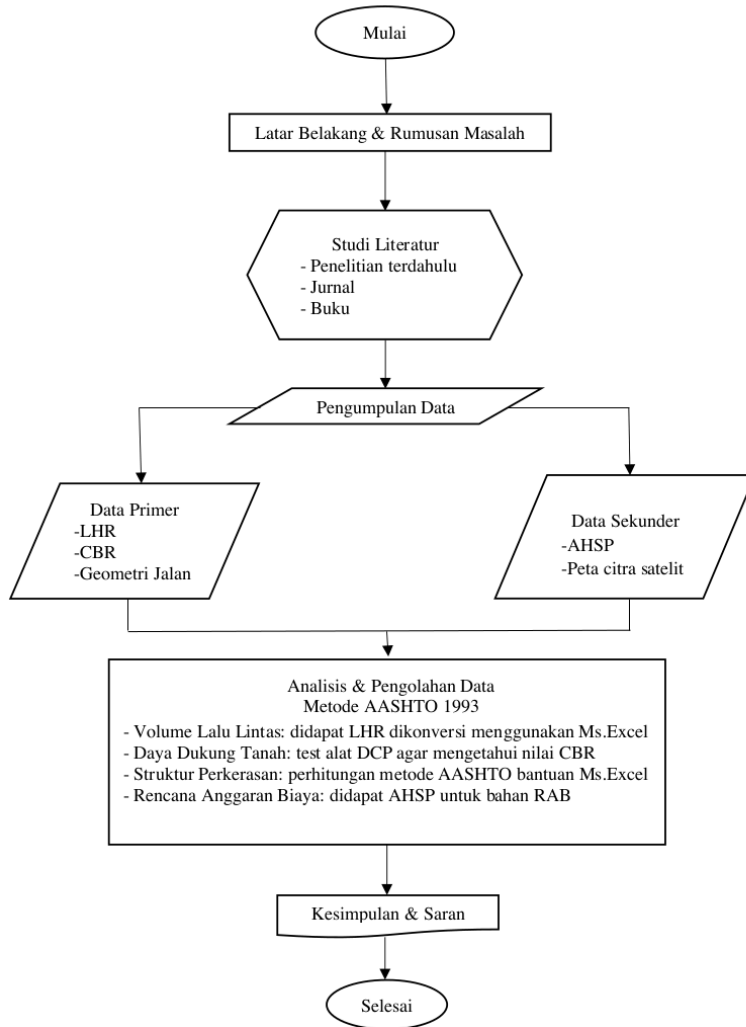 Mulai
Latar Belakang & Rumusan Masalah
Studi Literatur
- Penelitian terdahulu
- Jurnal
- Buku
Pengumpulan Data
Data Primer
-LHR
-CBR
-Geometri Jalan
Data Sekunder
-AHSP
-Peta citra satelit
Analisis & Pengolahan Data
Metode AASHTO 1993
- Volume Lalu Lintas: didapat LHR dikonversi menggunakan Ms.Excel
- Daya Dukung Tanah: test alat DCP agar mengetahui nilai CBR
- Struktur Perkerasan: perhitungan metode AASHTO bantuan Ms.Excel
- Rencana Anggaran Biaya: didapat AHSP untuk bahan RAB
Kesimpulan & Saran
Selesai